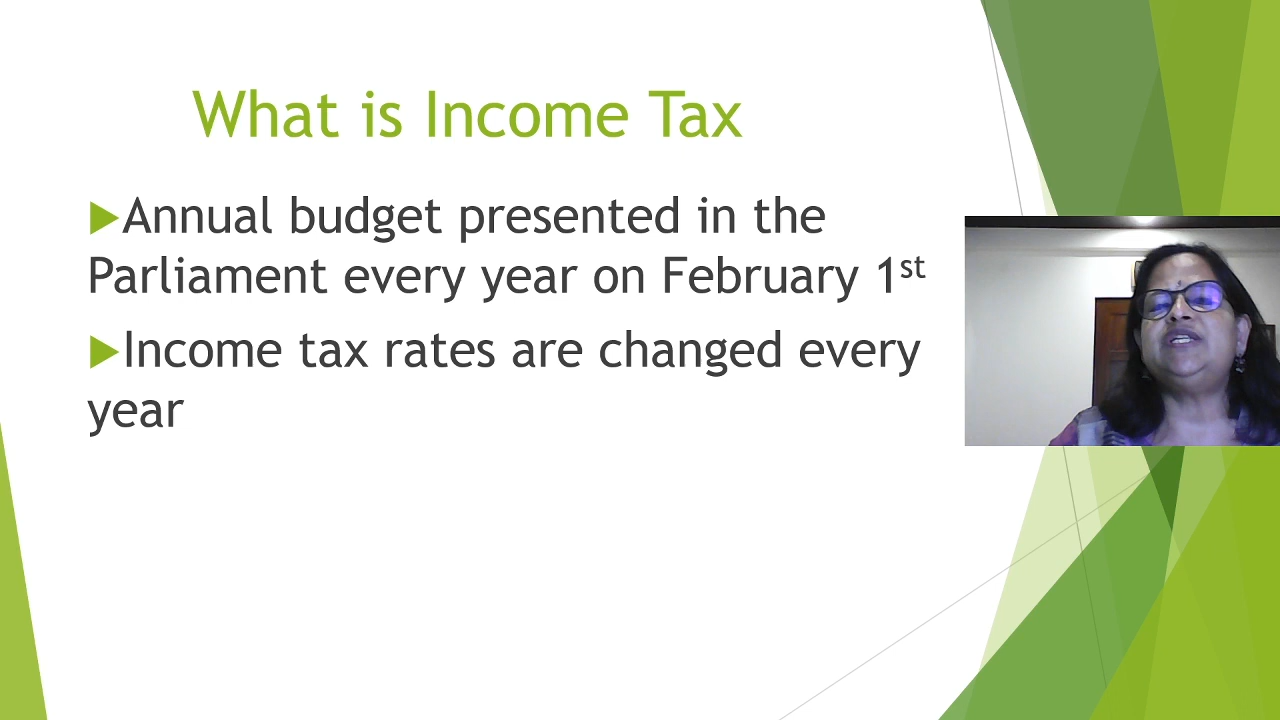 What is Income Tax
▶Annual budget presented in the
Parliament every year on February 1st
▶Income tax rates are changed every
year